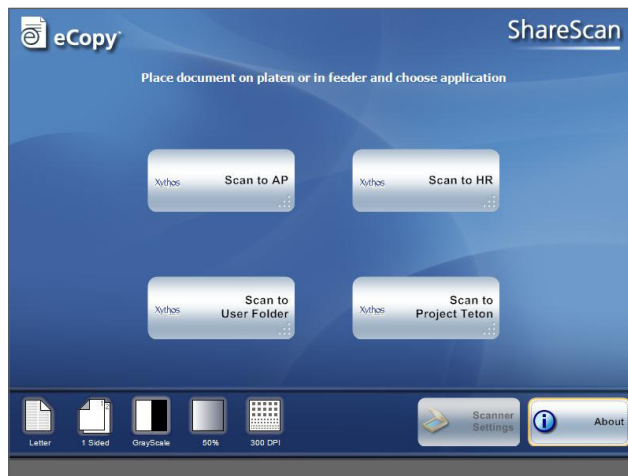 eCopy
ShareScan
Place document on platen or in feeder and choose application
Xythos
Scan to AP
Xythos
Scan to HR
Xythos
Scan to
User Folder
Xythos
Scan to
Project Teton
Letter
1 Sided
GrayScale
50%
300 DPI
Scanner
Settings
About